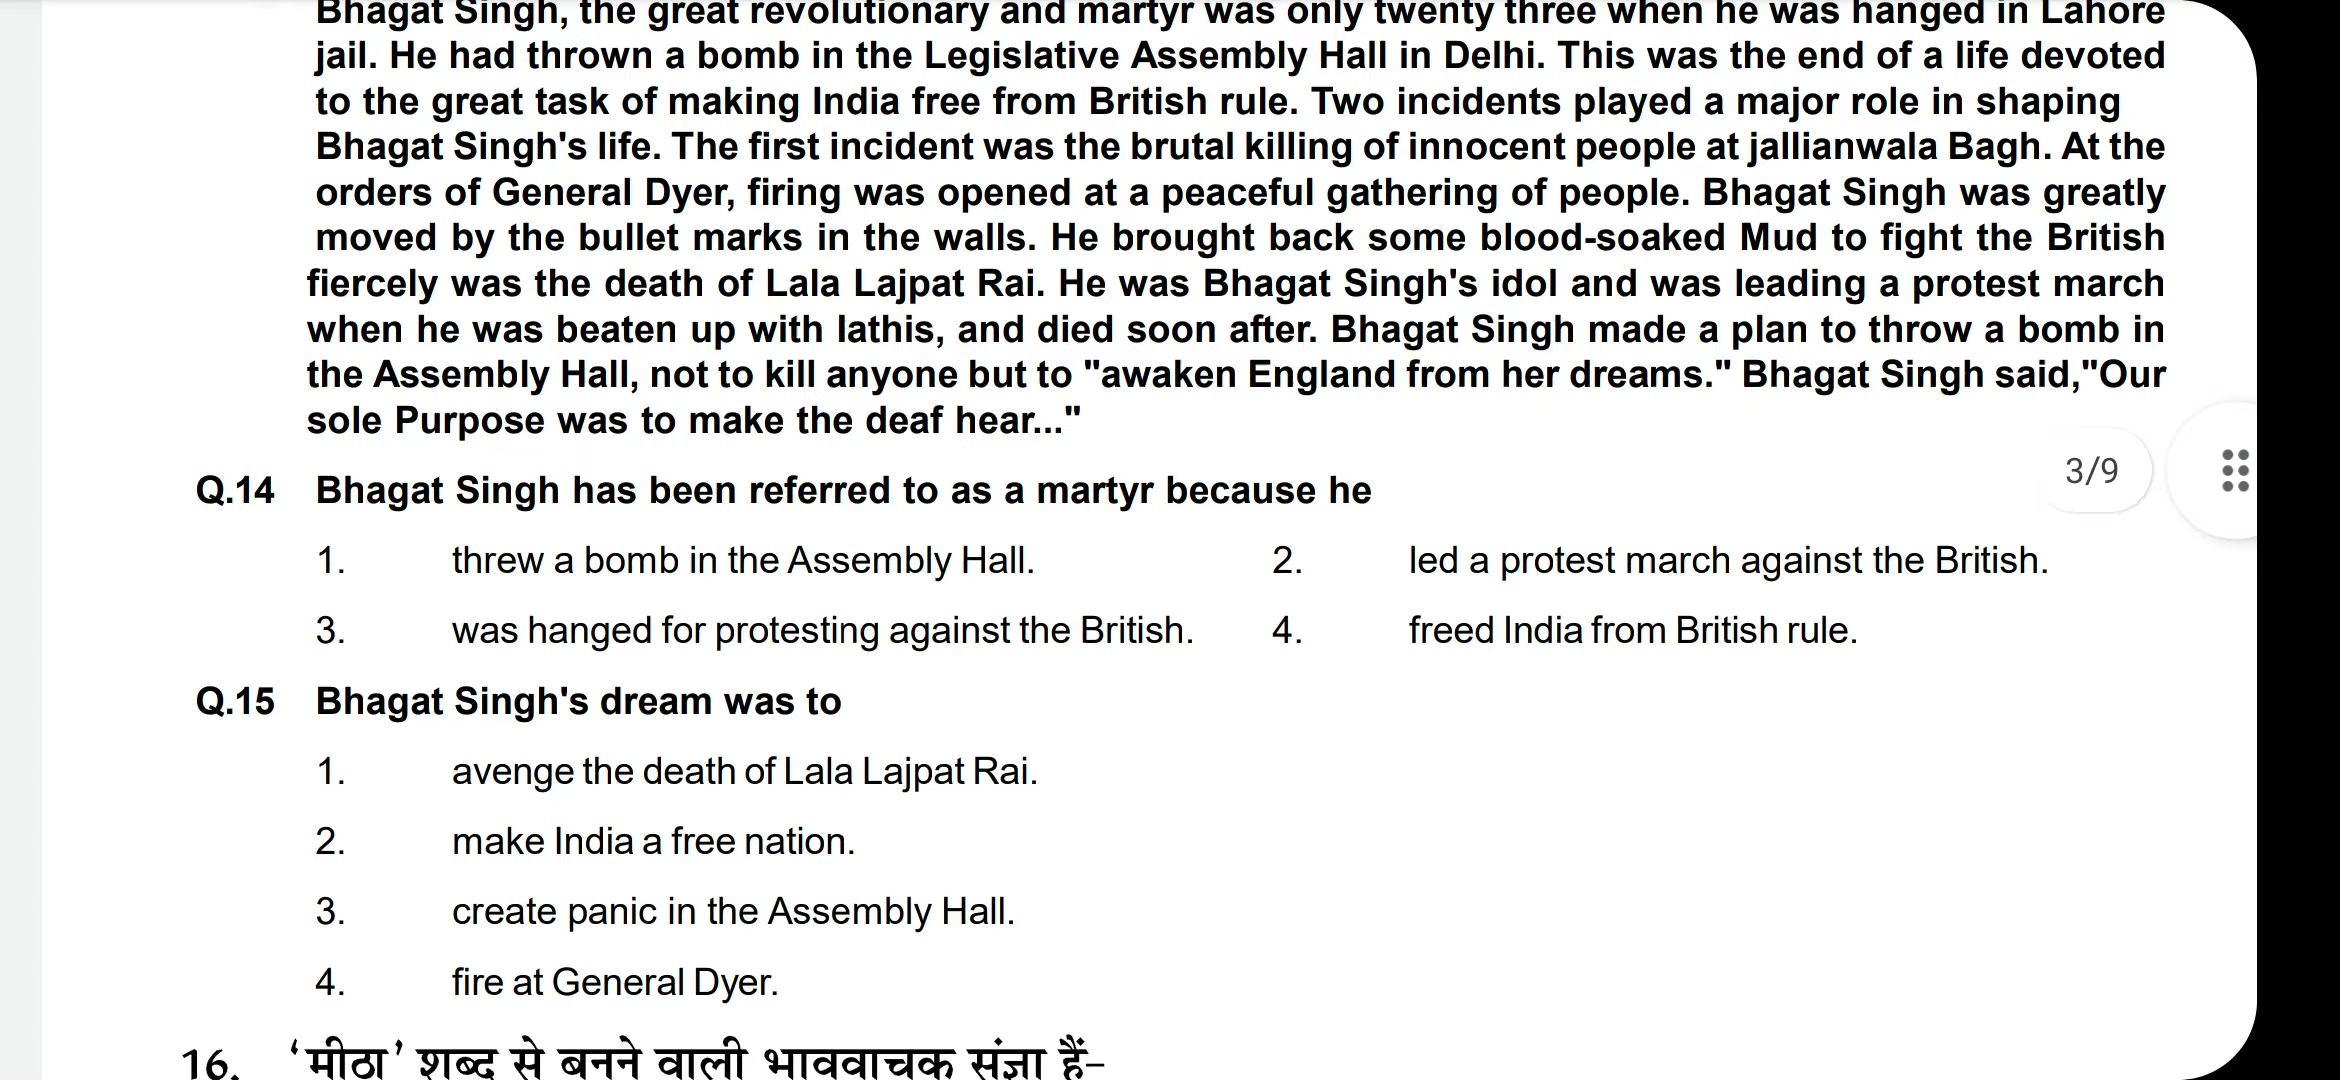 Bhagat Singh, the great revolutionary and martyr was only twenty three when he was hanged in Lahore
jail. He had thrown a bomb in the Legislative Assembly Hall in Delhi. This was the end of a life devoted
to the great task of making India free from British rule. Two incidents played a major role in shaping
Bhagat Singh's life. The first incident was the brutal killing of innocent people at jallianwala Bagh. At the
orders of General Dyer, firing was opened at a peaceful gathering of people. Bhagat Singh was greatly
moved by the bullet marks in the walls. He brought back some blood-soaked Mud to fight the British
fiercely was the death of Lala Lajpat Rai. He was Bhagat Singh's idol and was leading a protest march
when he was beaten up with lathis, and died soon after. Bhagat Singh made a plan to throw a bomb in
the Assembly Hall, not to kill anyone but to "awaken England from her dreams." Bhagat Singh said,"Our
sole Purpose was to make the deaf hear..."
3/9
Q.14 Bhagat Singh has been referred to as a martyr because he
1. threw a bomb in the Assembly Hall. 2. led a protest march against the British.
3. was hanged for protesting against the British. 4. freed India from British rule.
Q.15 Bhagat Singh's dream was to
1. avenge the death of Lala Lajpat Rai.
2. make India a free nation.
3. create panic in the Assembly Hall.
4. fire at General Dyer.
16. 'मीठा' शब्द से बनने वाली भाववाचक संज्ञा हैं-